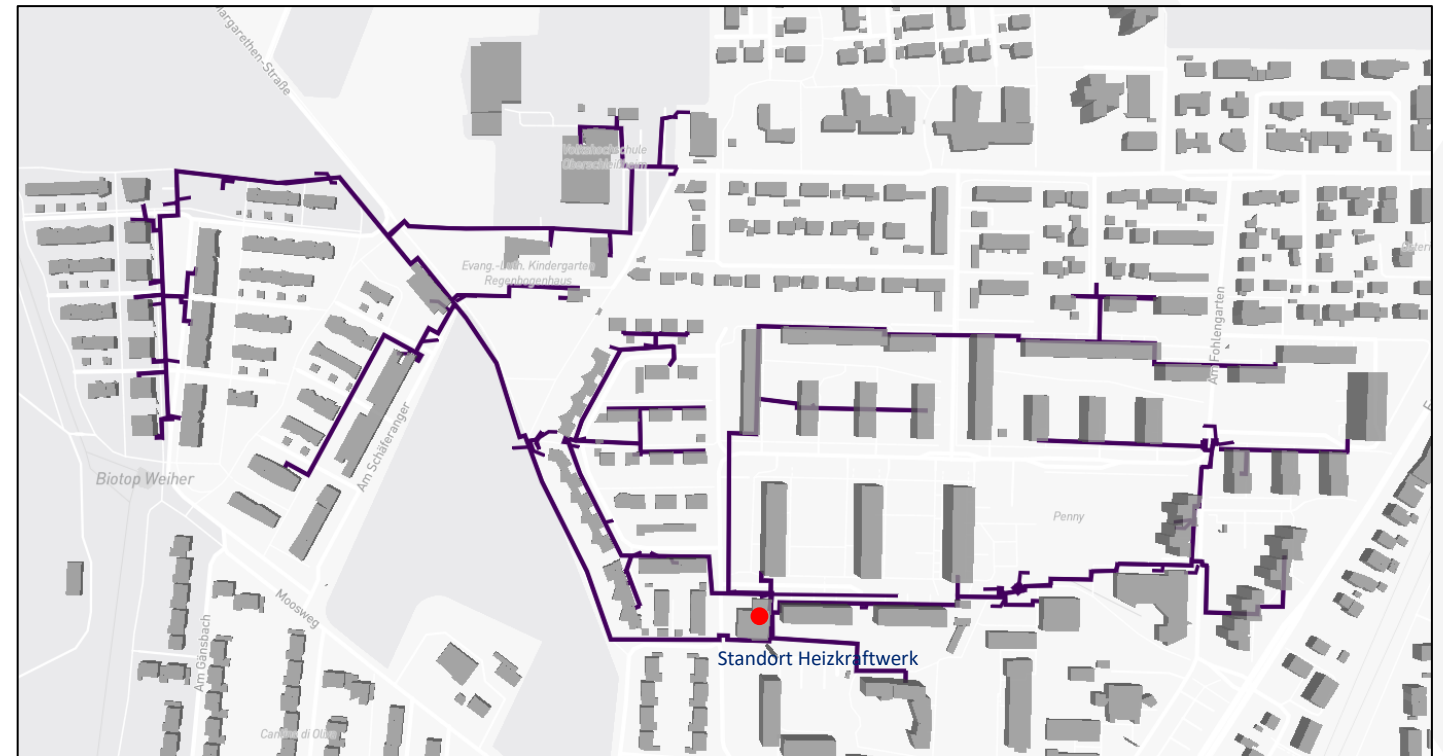 argarethen-Straße
Volkshochschule
Oberschleißheim
Evang.-Luth. Kindergarten
Regenbogenhaus
Am Fohlengarten
Am Schäferanger
Biotop Weiher
Penny
Moosweg
Am Gänsbach
Standort Heizkraftwerk